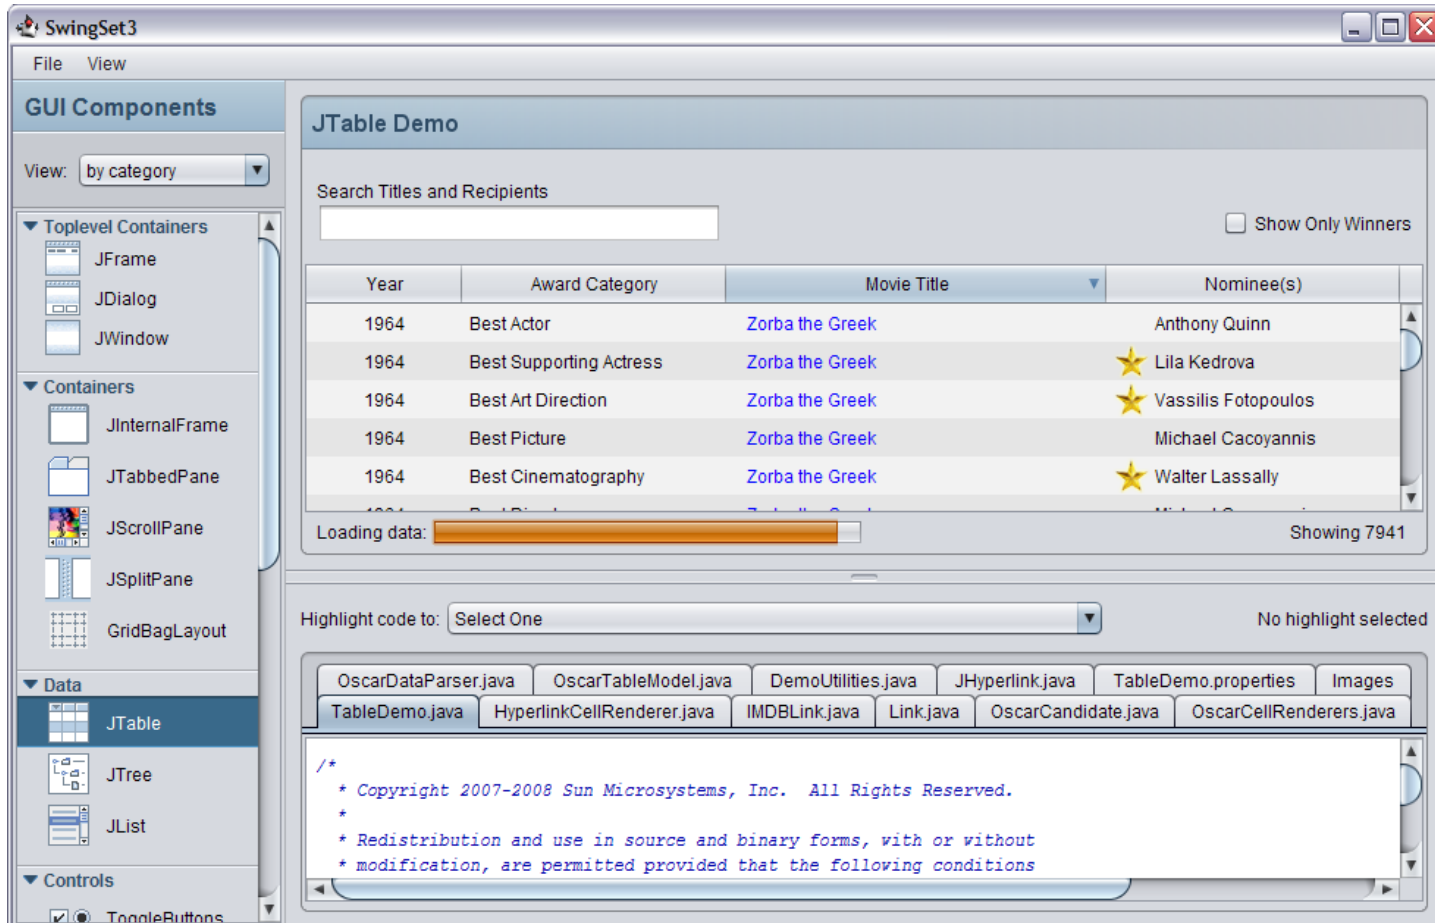 SwingSet3
File View
GUI Components
View: by category
Toplevel Containers
JFrame
JDialog
JWindow
Containers
JInternalFrame
JTabbedPane
JScrollPane
JSplitPane
GridBagLayout
Data
JTable
JTree
JList
Controls
ToggleButtons
JTable Demo
Search Titles and Recipients
Show Only Winners
Year Award Category Movie Title Nominee(s)
1964 Best Actor Zorba the Greek Anthony Quinn
1964 Best Supporting Actress Zorba the Greek Lila Kedrova
1964 Best Art Direction Zorba the Greek Vassilis Fotopoulos
1964 Best Picture Zorba the Greek Michael Cacoyannis
1964 Best Cinematography Zorba the Greek Walter Lassally
Loading data: Showing 7941
Highlight code to: Select One No highlight selected
OscarDataParser.java OscarTableModel.java DemoUtilities.java JHyperlink.java TableDemo.properties Images
TableDemo.java HyperlinkCellRenderer.java IMDBLink.java Link.java OscarCandidate.java OscarCellRenderers.java
/*
* Copyright 2007-2008 Sun Microsystems, Inc. All Rights Reserved.
*
* Redistribution and use in source and binary forms, with or without
* modification, are permitted provided that the following conditions